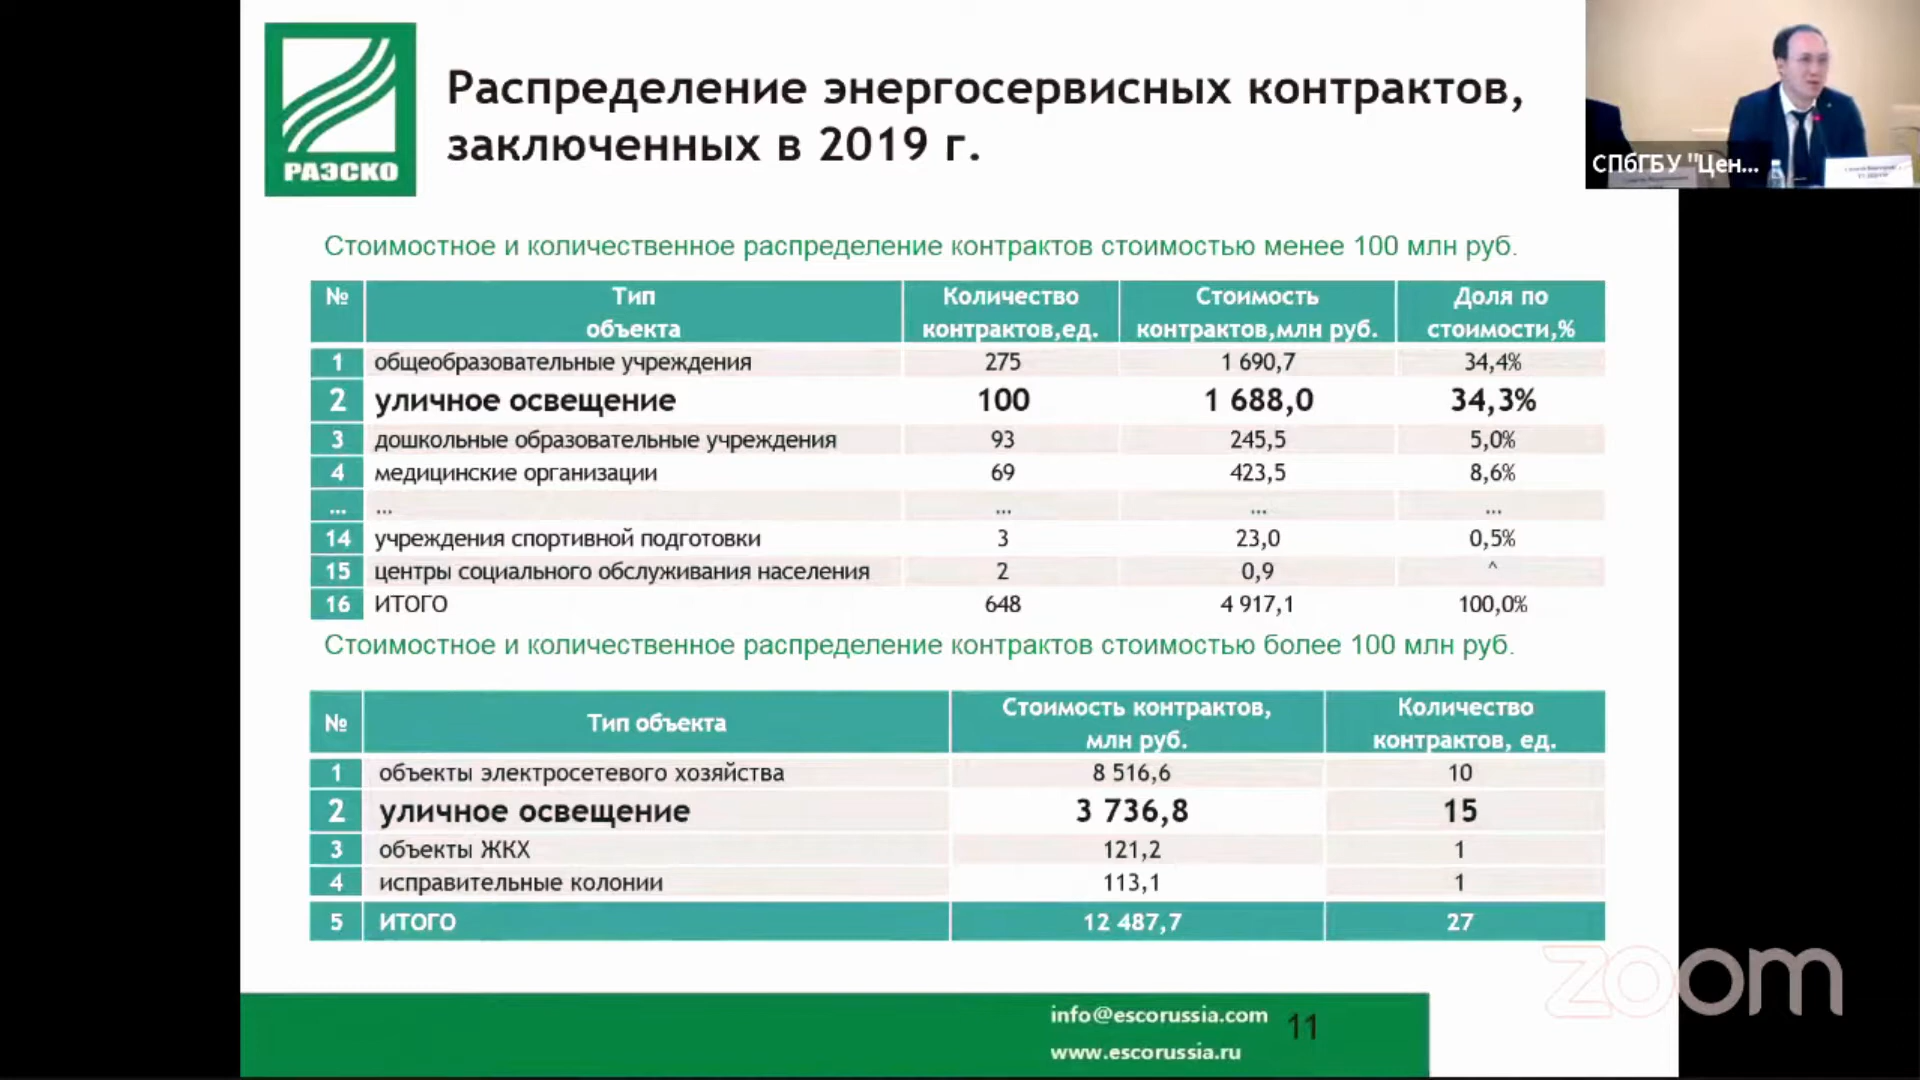 РАЭСКО
Распределение энергосервисных контрактов,
заключенных в 2019 г.
СПбГБУ "Цен...
Стоимостное и количественное распределение контрактов стоимостью менее 100 млн руб.
№ Тип объекта Количество контрактов,ед. Стоимость контрактов,млн руб. Доля по стоимости,%
1 общеобразовательные учреждения 275 1 690,7 34,4%
2 уличное освещение 100 1 688,0 34,3%
3 дошкольные образовательные учреждения 93 245,5 5,0%
4 медицинские организации 69 423,5 8,6%
... ... ... ... ...
14 учреждения спортивной подготовки 3 23,0 0,5%
15 центры социального обслуживания населения 2 0,9 ^
16 ИТОГО 648 4 917,1 100,0%
Стоимостное и количественное распределение контрактов стоимостью более 100 млн руб.
№ Тип объекта Стоимость контрактов, млн руб. Количество контрактов, ед.
1 объекты электросетевого хозяйства 8 516,6 10
2 уличное освещение 3 736,8 15
3 объекты ЖКХ 121,2 1
4 исправительные колонии 113,1 1
5 ИТОГО 12 487,7 27
info@escorussia.com
11
www.escorussia.ru
zoom